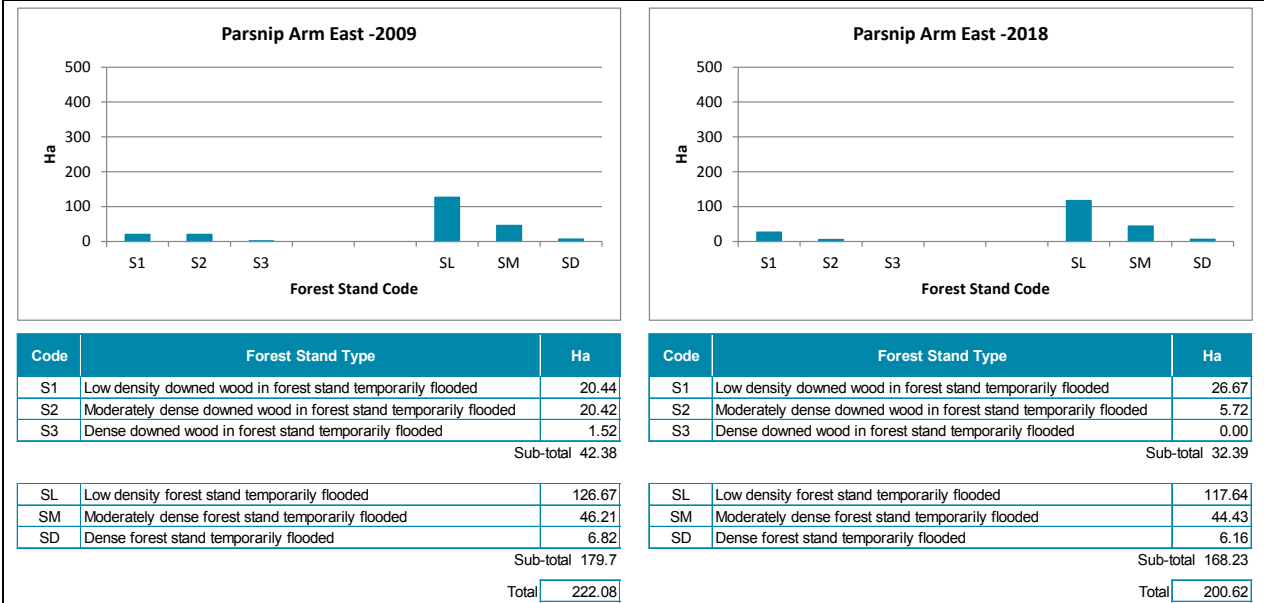 Parsnip Arm East -2009
500
400
300
200
100
0
Ha
S1 S2 S3 SL SM SD
Forest Stand Code
Code Forest Stand Type Ha
S1 Low density downed wood in forest stand temporarily flooded 20.44
S2 Moderately dense downed wood in forest stand temporarily flooded 20.42
S3 Dense downed wood in forest stand temporarily flooded 1.52
Sub-total 42.38
SL Low density forest stand temporarily flooded 126.67
SM Moderately dense forest stand temporarily flooded 46.21
SD Dense forest stand temporarily flooded 6.82
Sub-total 179.7
Total 222.08
Parsnip Arm East -2018
500
400
300
200
100
0
Ha
S1 S2 S3 SL SM SD
Forest Stand Code
Code Forest Stand Type Ha
S1 Low density downed wood in forest stand temporarily flooded 26.67
S2 Moderately dense downed wood in forest stand temporarily flooded 5.72
S3 Dense downed wood in forest stand temporarily flooded 0.00
Sub-total 32.39
SL Low density forest stand temporarily flooded 117.64
SM Moderately dense forest stand temporarily flooded 44.43
SD Dense forest stand temporarily flooded 6.16
Sub-total 168.23
Total 200.62